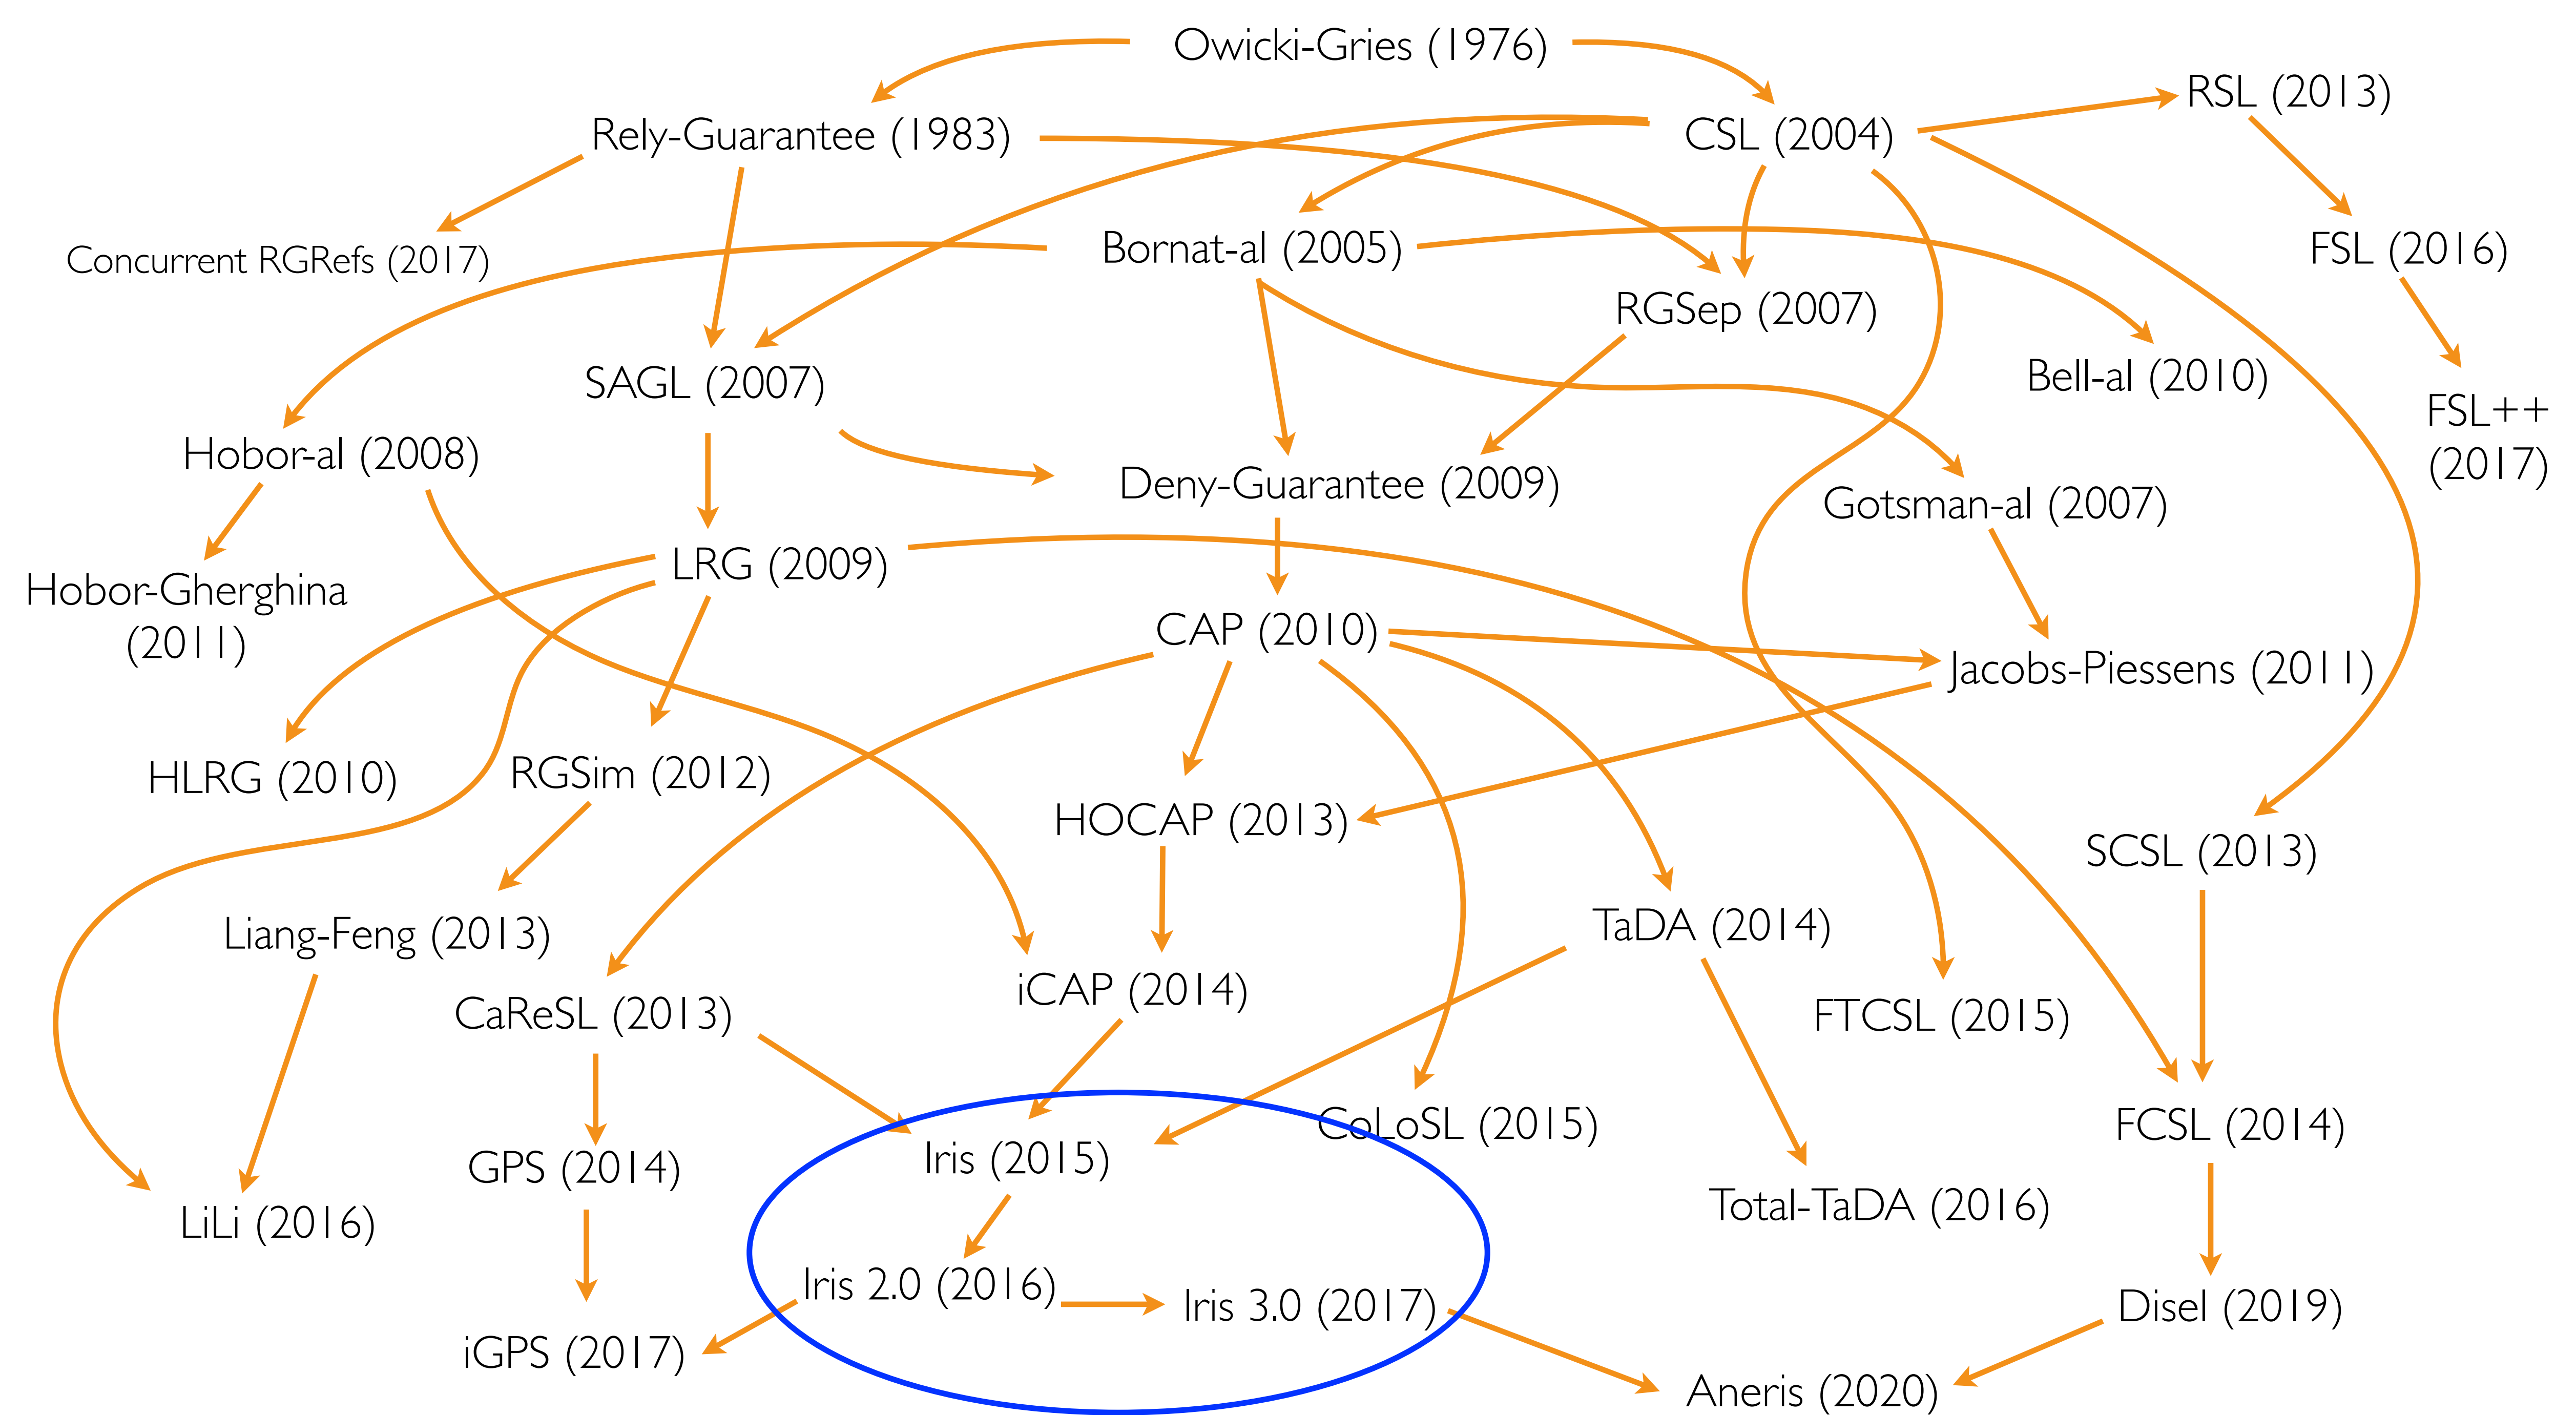 Owicki-Gries (1976)
RSL (2013)
Rely-Guarantee (1983)
CSL (2004)
Concurrent RGRefs (2017)
Bornat-al (2005)
FSL (2016)
RGSep (2007)
SAGL (2007)
Bell-al (2010)
FSL++
(2017)
Hobor-al (2008)
Deny-Guarantee (2009)
Gotsman-al (2007)
Hobor-Gherghina
(2011)
LRG (2009)
CAP (2010)
Jacobs-Piessens (2011)
HLRG (2010)
RGSim (2012)
HOCAP (2013)
SCSL (2013)
Liang-Feng (2013)
TaDA (2014)
CaReSL (2013)
iCAP (2014)
FTCSL (2015)
CoLoSL (2015)
FCSL (2014)
GPS (2014)
Iris (2015)
LiLi (2016)
Total-TaDA (2016)
Iris 2.0 (2016)
Iris 3.0 (2017)
Disel (2019)
iGPS (2017)
Aneris (2020)